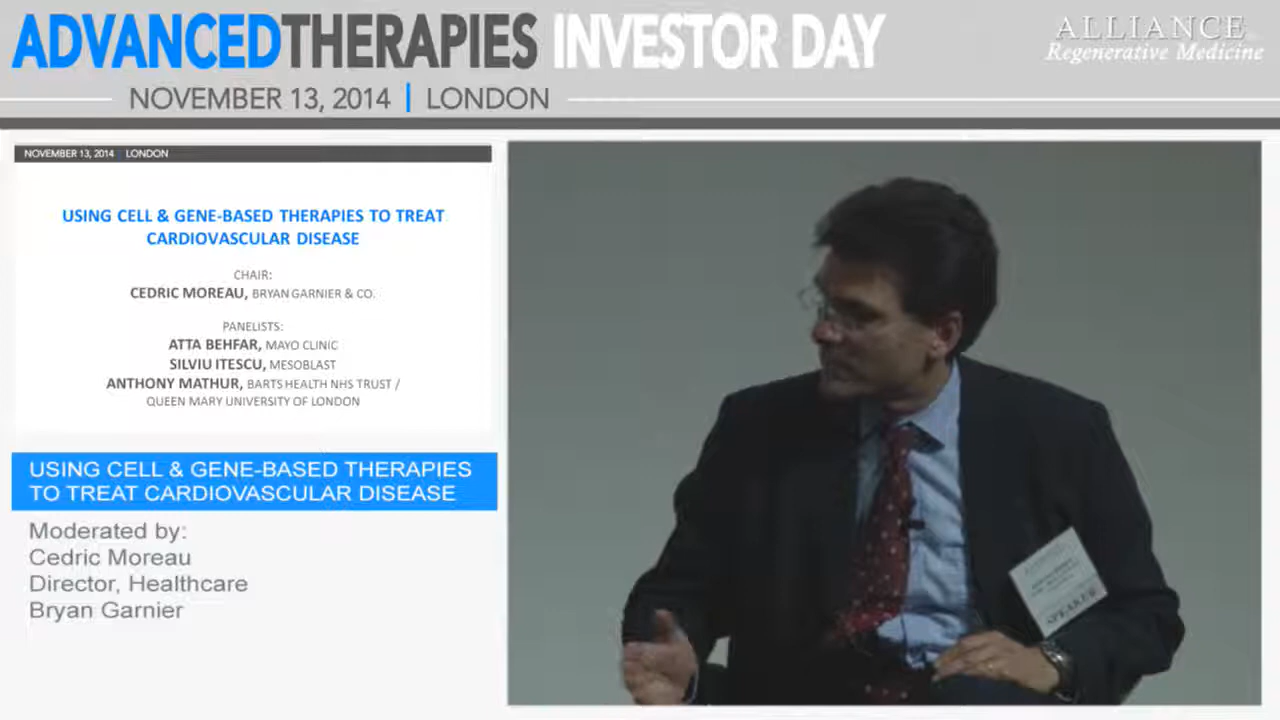 ADVANCEDTHERAPIES INVESTOR DAY
NOVEMBER 13, 2014 | LONDON
ALLIANCE
Regenerative Medicine
NOVEMBER 13, 2014 | LONDON
USING CELL & GENE-BASED THERAPIES TO TREAT
CARDIOVASCULAR DISEASE
CHAIR:
CEDRIC MOREAU, BRYAN GARNIER & CO.
PANELISTS:
ATTA BEHFAR, MAYO CLINIC
SILVIU ITESCU, MESOBLAST
ANTHONY MATHUR, BARTS HEALTH NHS TRUST /
QUEEN MARY UNIVERSITY OF LONDON
USING CELL & GENE-BASED THERAPIES
TO TREAT CARDIOVASCULAR DISEASE
Moderated by:
Cedric Moreau
Director, Healthcare
Bryan Garnier
SPEAKER